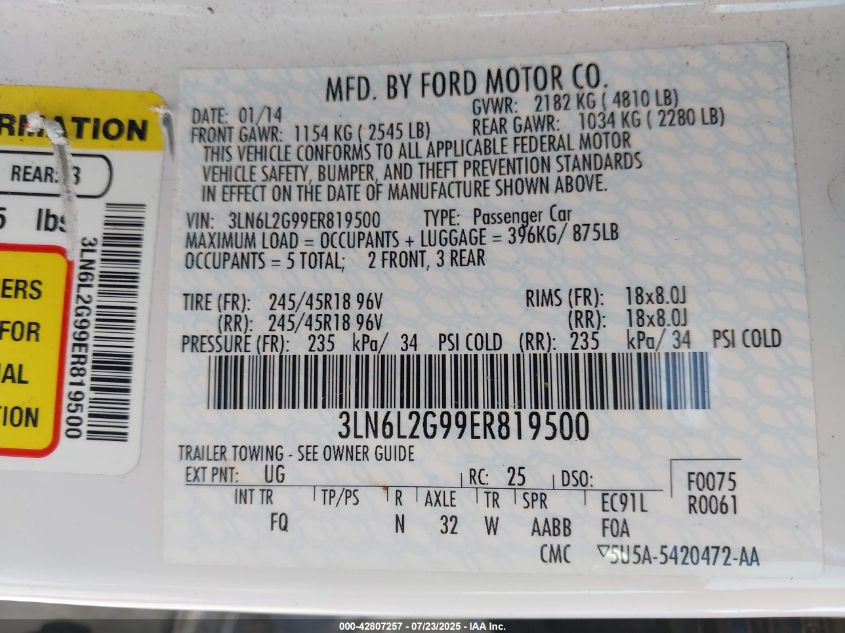 RMATION
REAR: 3
5 lbs
ERS
FOR
AL
TION
3LN6L2G99ER819500
MFD. BY FORD MOTOR CO.
DATE: 01/14 GVWR: 2182 KG ( 4810 LB)
FRONT GAWR: 1154 KG ( 2545 LB) REAR GAWR: 1034 KG ( 2280 LB)
THIS VEHICLE CONFORMS TO ALL APPLICABLE FEDERAL MOTOR
VEHICLE SAFETY, BUMPER, AND THEFT PREVENTION STANDARDS
IN EFFECT ON THE DATE OF MANUFACTURE SHOWN ABOVE.
VIN: 3LN6L2G99ER819500 TYPE: Passenger Car
MAXIMUM LOAD = OCCUPANTS + LUGGAGE = 396KG/ 875LB
OCCUPANTS = 5 TOTAL; 2 FRONT, 3 REAR
TIRE (FR): 245/45R18 96V RIMS (FR): 18x8.0J
(RR): 245/45R18 96V (RR): 18x8.0J
PRESSURE (FR): 235 kPa/ 34 PSI COLD (RR): 235 kPa/ 34 PSI COLD
3LN6L2G99ER819500
TRAILER TOWING - SEE OWNER GUIDE
EXT PNT: UG RC: 25 DSO: F0075
INT TR TP/PS R AXLE TR SPR EC91L R0061
FQ N 32 W AABB FOA
CMC 5U5A-5420472-AA
000-42807257 - 07/23/2025 - IAA Inc.